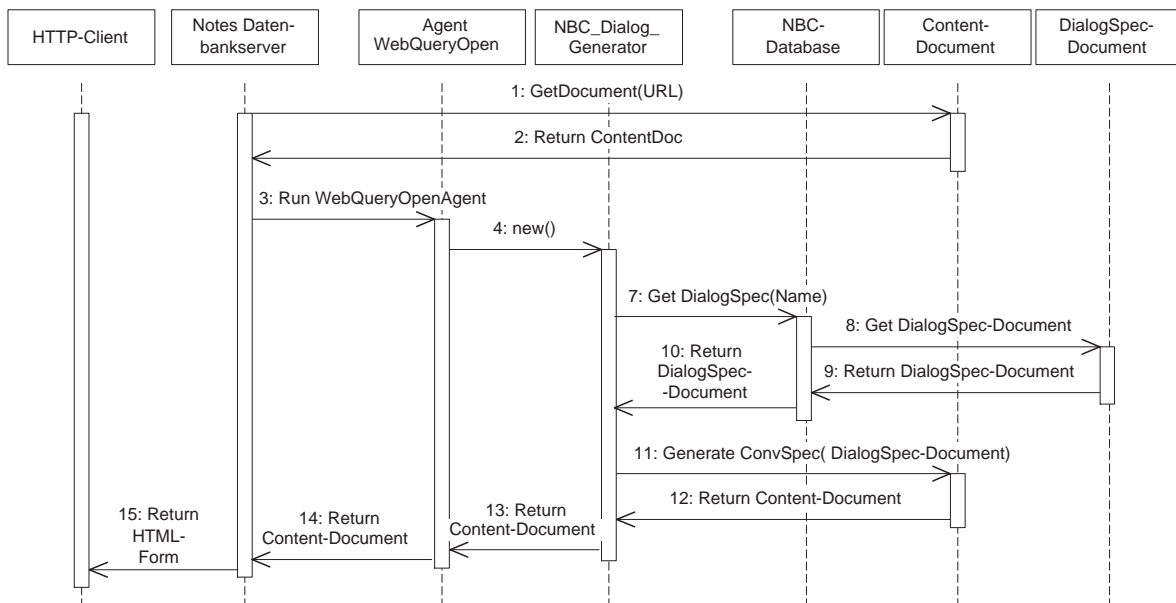 HTTP-Client
Notes Daten-
bankserver
Agent
WebQueryOpen
NBC_Dialog_
Generator
NBC-
Database
Content-
Document
DialogSpec-
Document
1: GetDocument(URL)
2: Return ContentDoc
3: Run WebQueryOpenAgent
4: new()
7: Get DialogSpec(Name)
8: Get DialogSpec-Document
9: Return DialogSpec-Document
10: Return
DialogSpec-
-Document
11: Generate ConvSpec( DialogSpec-Document)
12: Return Content-Document
13: Return
Content-Document
14: Return
Content-Document
15: Return
HTML-
Form